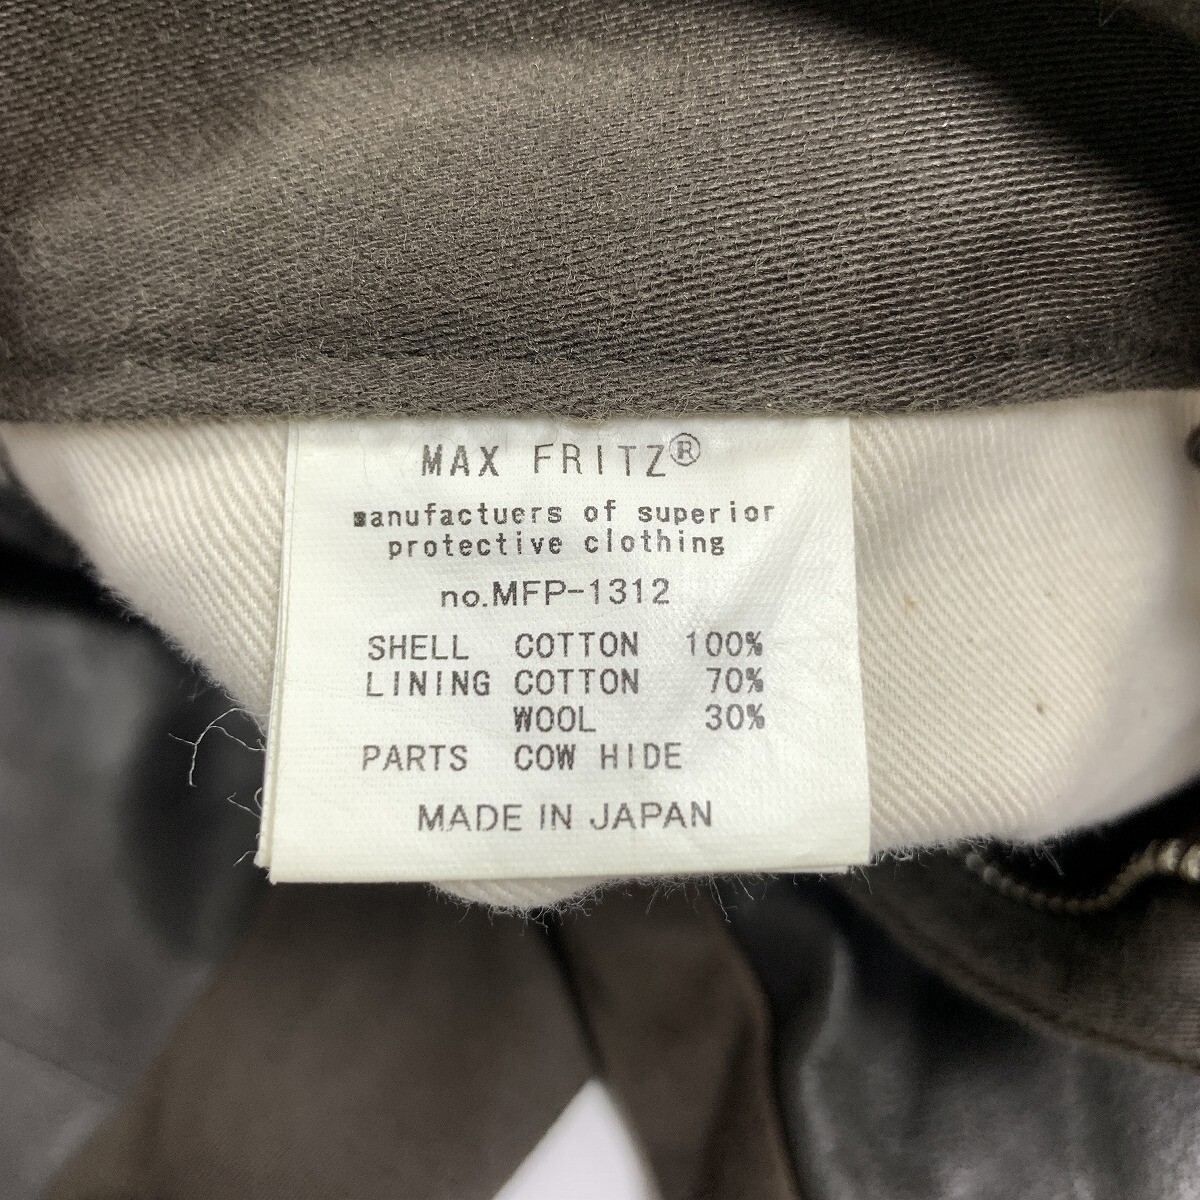 MAX FRITZ®
manufactuers of superior
protective clothing
no.MFP-1312
SHELL COTTON 100%
LINING COTTON 70%
WOOL 30%
PARTS COW HIDE
MADE IN JAPAN